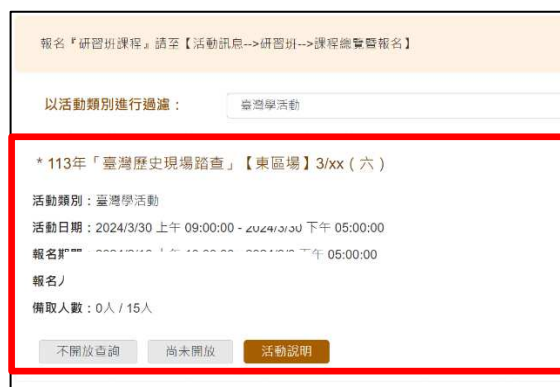 報名『研習班課程』請至【活動訊息-->研習班-->課程總覽暨報名】
以活動類別進行過濾：
臺灣學活動
* 113年「臺灣歷史現場踏查」【東區場】3/xx（六）
活動類別：臺灣學活動
活動日期：2024/3/30 上午 09:00:00 - 2024/3/30 下午 05:00:00
報名 下午 05:00:00
報名
備取人數：0人 / 15人
不開放查詢 尚未開放 活動說明